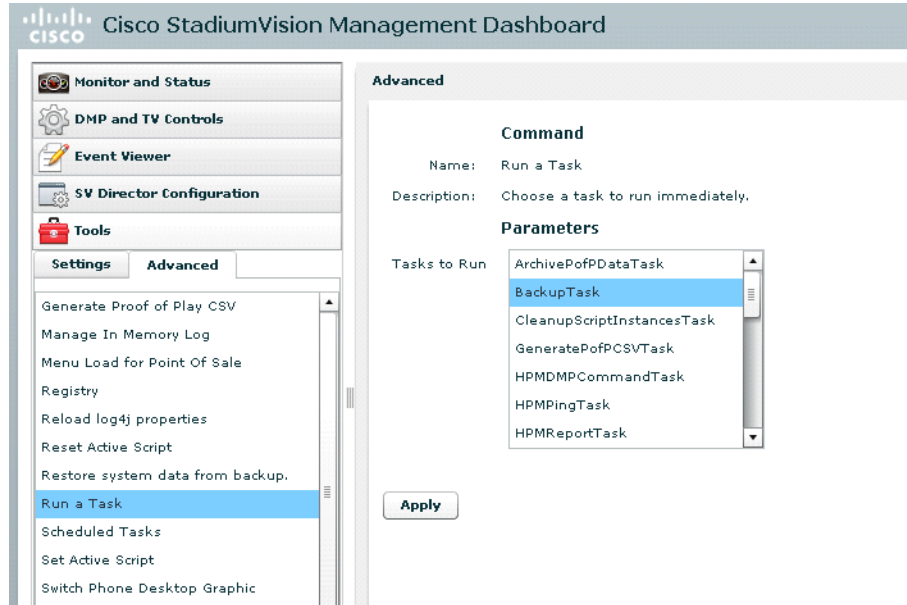 CISCO
Cisco StadiumVision Management Dashboard
Monitor and Status
DMP and TV Controls
Event Viewer
SV Director Configuration
Tools
Settings Advanced
Generate Proof of Play CSV
Manage In Memory Log
Menu Load for Point Of Sale
Registry
Reload log4j properties
Reset Active Script
Restore system data from backup.
Run a Task
Scheduled Tasks
Set Active Script
Switch Phone Desktop Graphic
Advanced
Command
Name: Run a Task
Description: Choose a task to run immediately.
Parameters
Tasks to Run
ArchivePofPDataTask
BackupTask
CleanupScriptInstancesTask
GeneratePofPCSVTask
HPMDMPCommandTask
HPMPingTask
HPMReportTask
Apply